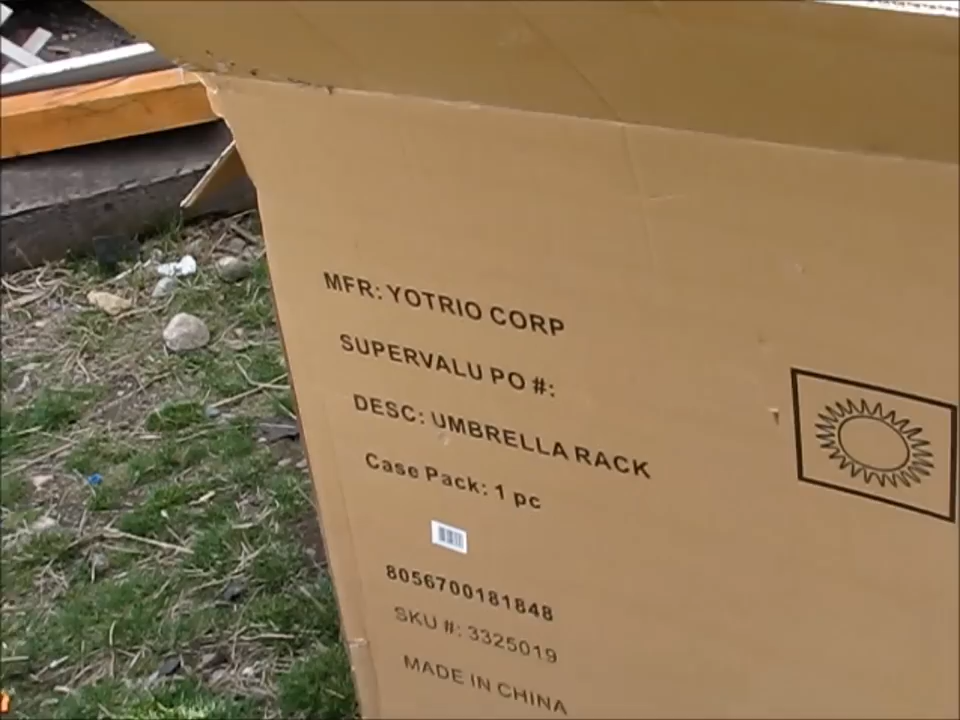 MFR: YOTRIO CORP
SUPERVALU PO #:
DESC: UMBRELLA RACK
Case Pack: 1 pc
8056700181848
SKU #: 3325019
MADE IN CHINA